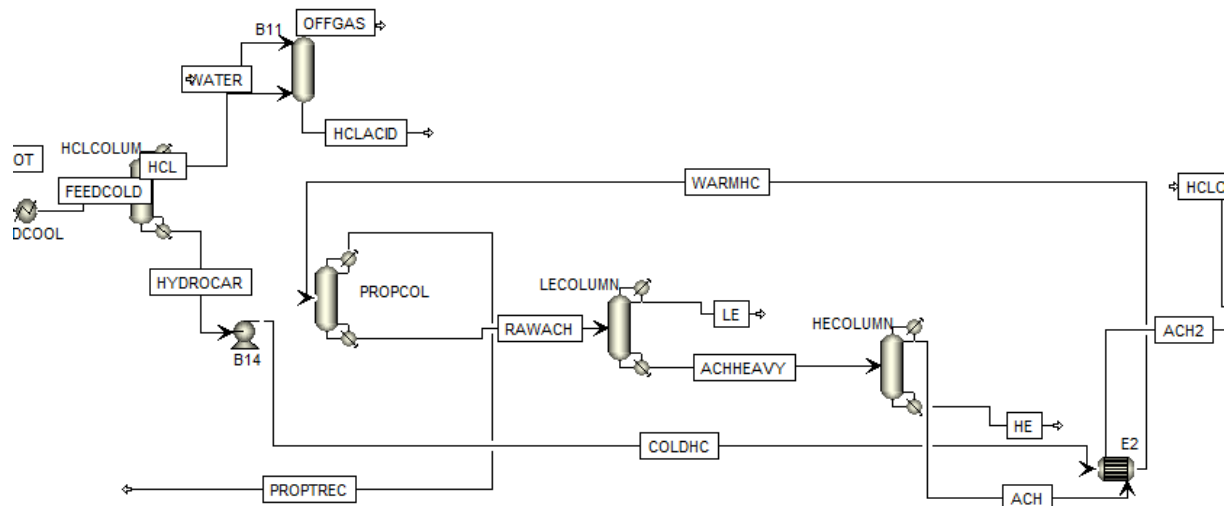 B11
OFFGAS
WATER
HCLACID
HCLCOLUM
HCL
OT
FEEDCOLD
DCOOL
WARMHC
HCLO
HYDROCAR
PROPCOL
LECOLUMN
LE
RAWACH
HECOLUMN
ACH2
B14
ACHHEAVY
HE
COLDHC
E2
PROPTREC
ACH